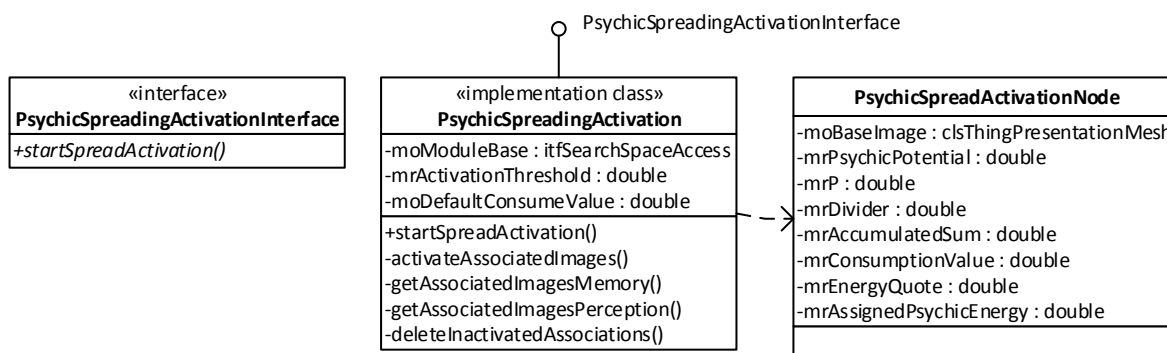 PsychicSpreadingActivationInterface
«interface»
PsychicSpreadingActivationInterface
+startSpreadActivation()
«implementation class»
PsychicSpreadingActivation
-moModuleBase : itfSearchSpaceAccess
-mrActivationThreshold : double
-moDefaultConsumeValue : double
+startSpreadActivation()
-activateAssociatedImages()
-getAssociatedImagesMemory()
-getAssociatedImagesPerception()
-deleteInactivatedAssociations()
PsychicSpreadActivationNode
-moBaseImage : clsThingPresentationMesh
-mrPsychicPotential : double
-mrP : double
-mrDivider : double
-mrAccumulatedSum : double
-mrConsumptionValue : double
-mrEnergyQuote : double
-mrAssignedPsychicEnergy : double